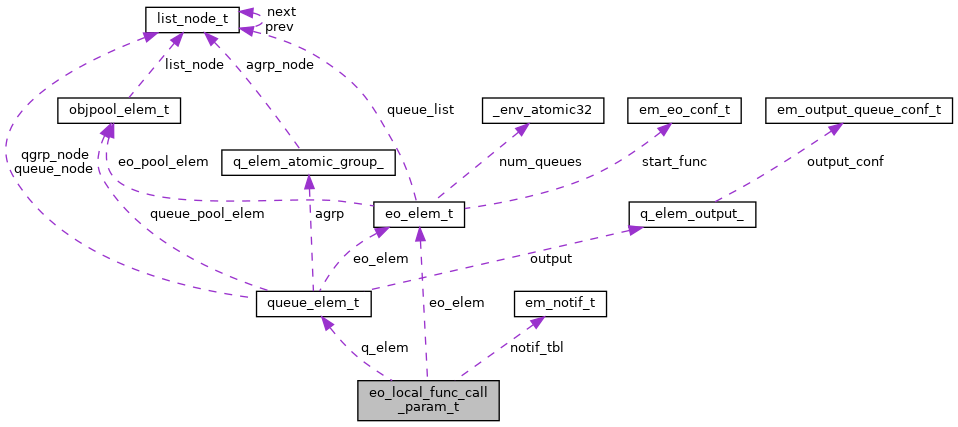 list_node_t
next
prev
list_node
agrp_node
objpool_elem_t
queue_list
_env_atomic32
em_eo_conf_t
em_output_queue_conf_t
qgrp_node
queue_node
eo_pool_elem
q_elem_atomic_group_
num_queues
start_func
output_conf
queue_pool_elem
agrp
eo_elem_t
q_elem_output_
eo_elem
output
queue_elem_t
eo_elem
em_notif_t
q_elem
notif_tbl
eo_local_func_call
_param_t